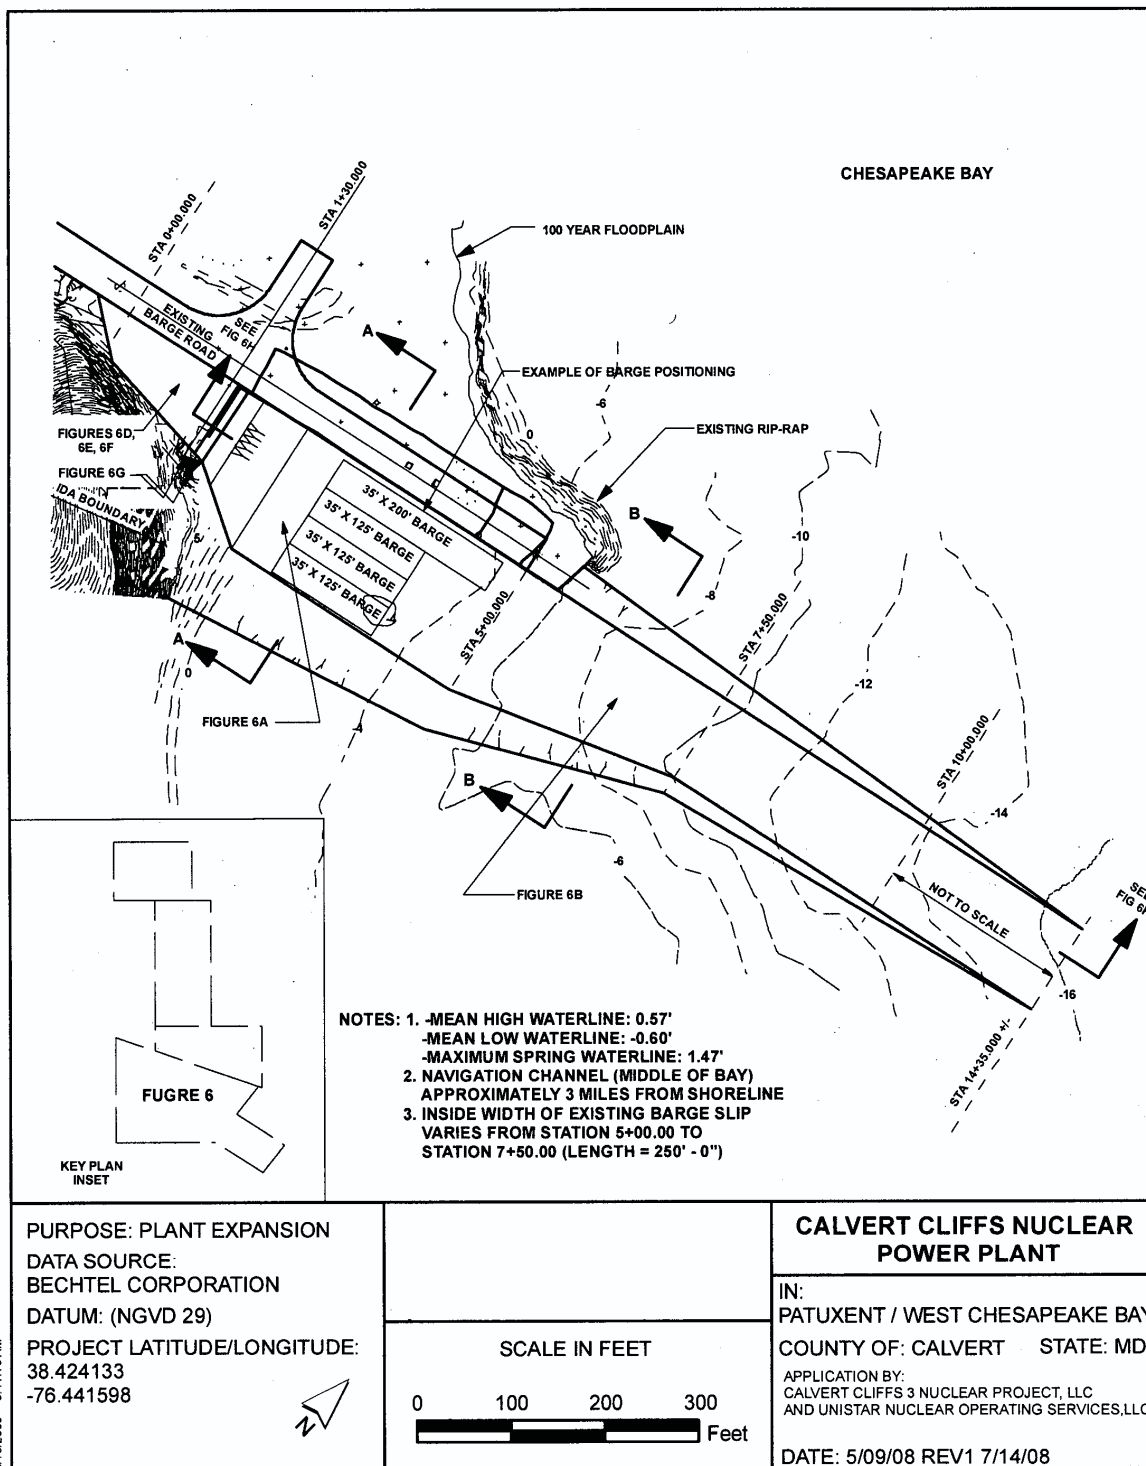 CHESAPEAKE BAY
STA 0+00.000
STA 1+30.000
100 YEAR FLOODPLAIN
EXISTING
BARGE ROAD
SEE
A
EXAMPLE OF BARGE POSITIONING
-6
0
EXISTING RIP-RAP
FIGURES 6D,
6E, 6F
FIGURE 6G
IDA BOUNDARY
5
35' X 200' BARGE
35' X 125' BARGE
35' X 125' BARGE
35' X 125' BARGE
B
-10
-8
STA 5+00.000
STA 7+50.000
A
0
-12
FIGURE 6A
STA 10+00.000
B
-14
-6
FIGURE 6B
NOT TO SCALE
FIG
-16
STA 14+35.000 +/-
NOTES: 1. -MEAN HIGH WATERLINE: 0.57'
-MEAN LOW WATERLINE: -0.60'
-MAXIMUM SPRING WATERLINE: 1.47'
2. NAVIGATION CHANNEL (MIDDLE OF BAY)
APPROXIMATELY 3 MILES FROM SHORELINE
3. INSIDE WIDTH OF EXISTING BARGE SLIP
VARIES FROM STATION 5+00.00 TO
STATION 7+50.00 (LENGTH = 250' - 0")
FUGRE 6
KEY PLAN
INSET
PURPOSE: PLANT EXPANSION
DATA SOURCE:
BECHTEL CORPORATION
DATUM: (NGVD 29)
PROJECT LATITUDE/LONGITUDE:
38.424133
-76.441598
N
SCALE IN FEET
0 100 200 300
Feet
CALVERT CLIFFS NUCLEAR
POWER PLANT
IN:
PATUXENT / WEST CHESAPEAKE BAY
COUNTY OF: CALVERT STATE: MD
APPLICATION BY:
CALVERT CLIFFS 3 NUCLEAR PROJECT, LLC
AND UNISTAR NUCLEAR OPERATING SERVICES,LLC
DATE: 5/09/08 REV1 7/14/08